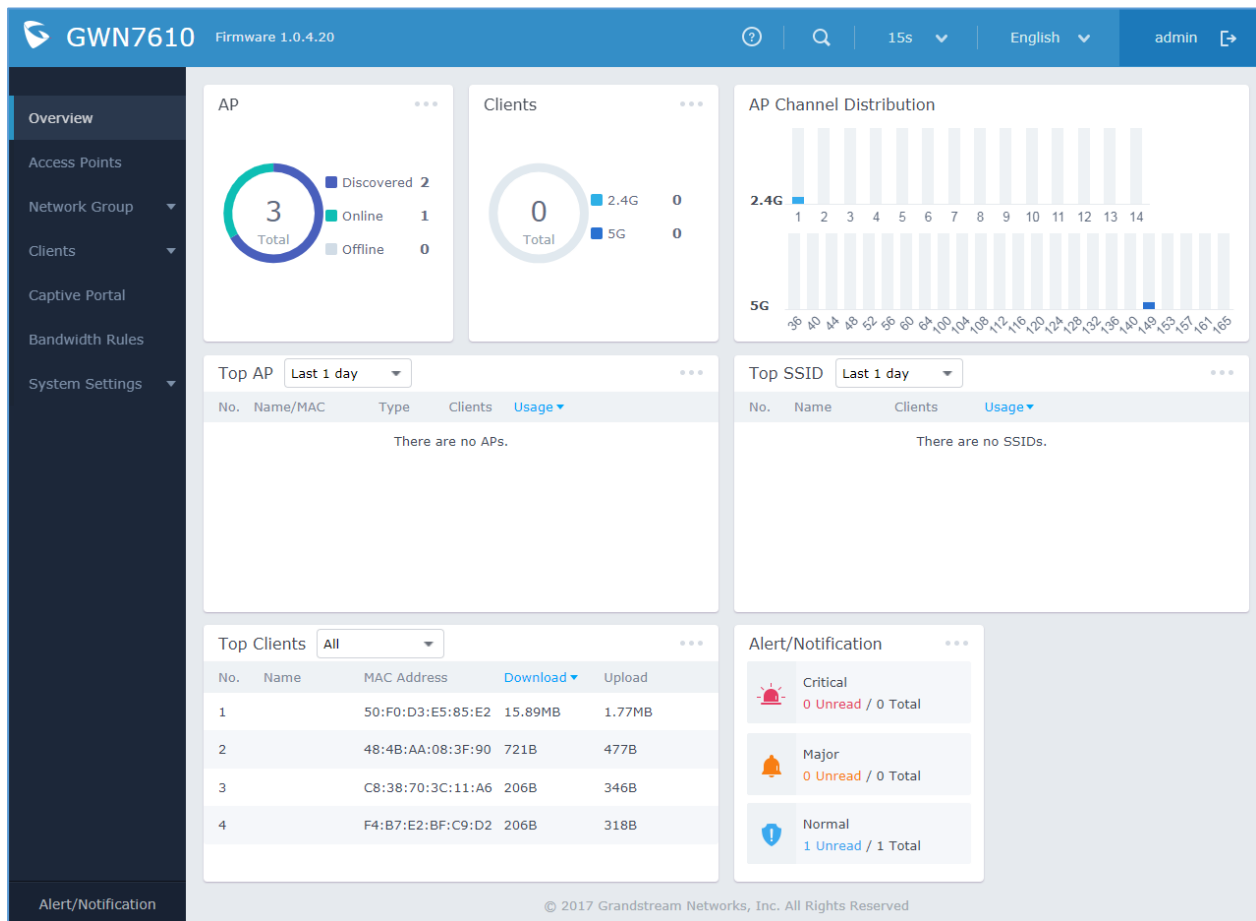 GWN7610 Firmware 1.0.4.20 15s English admin
Overview
Access Points
Network Group
Clients
Captive Portal
Bandwidth Rules
System Settings
Alert/Notification
AP
3
Total
Discovered 2
Online 1
Offline 0
Clients
0
Total
2.4G 0
5G 0
AP Channel Distribution
2.4G
1 2 3 4 5 6 7 8 9 10 11 12 13 14
5G
36 40 44 48 52 56 60 64 100 104 108 112 116 120 124 128 132 136 140 149 153 157 161 165
Top AP Last 1 day
No. Name/MAC Type Clients Usage
There are no APs.
Top SSID Last 1 day
No. Name Clients Usage
There are no SSIDs.
Top Clients All
No. Name MAC Address Download Upload
1 50:F0:D3:E5:85:E2 15.89MB 1.77MB
2 48:4B:AA:08:3F:90 721B 477B
3 C8:38:70:3C:11:A6 206B 346B
4 F4:B7:E2:BF:C9:D2 206B 318B
Alert/Notification
Critical
0 Unread / 0 Total
Major
0 Unread / 0 Total
Normal
1 Unread / 1 Total
© 2017 Grandstream Networks, Inc. All Rights Reserved